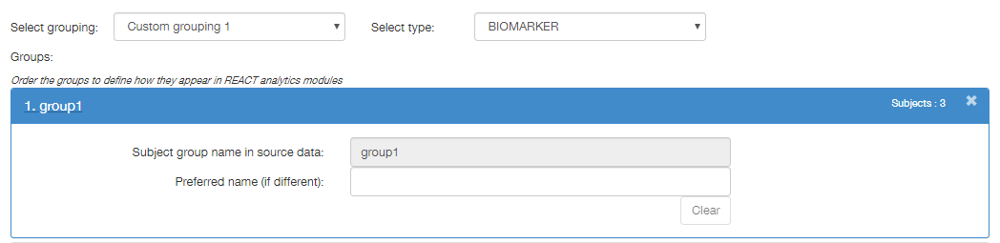 Select grouping: Custom grouping 1 Select type: BIOMARKER
Groups:
Order the groups to define how they appear in REACT analytics modules
1. group1 Subjects : 3 ✖
Subject group name in source data: group1
Preferred name (if different):
Clear